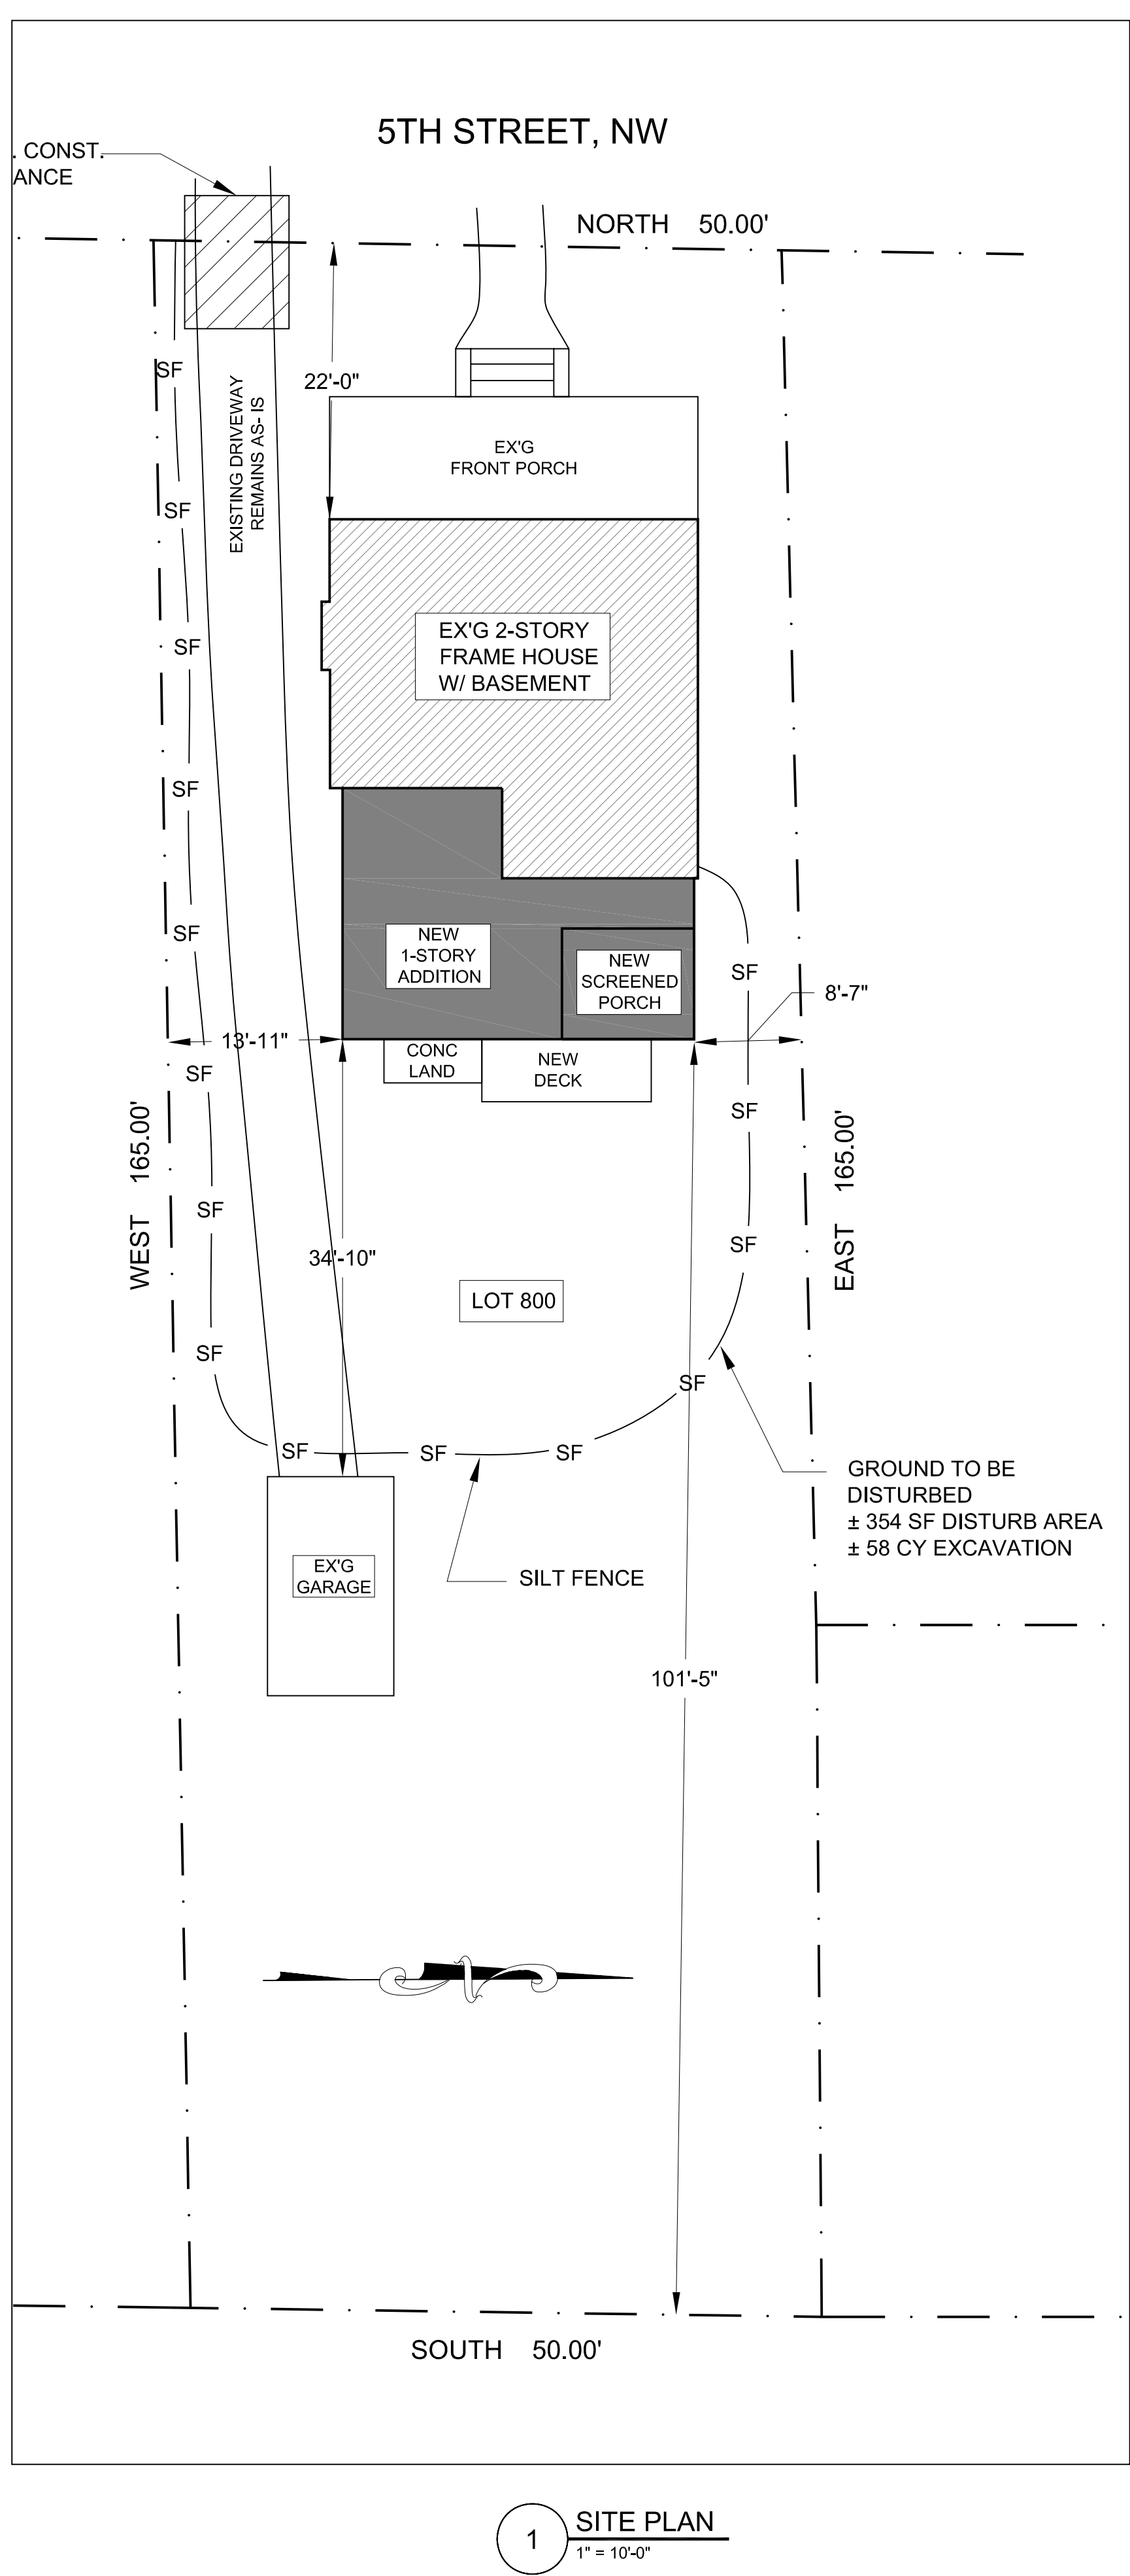 5TH STREET, NW
. CONST.
ANCE
NORTH 50.00'
SF
22'-0"
EXISTING DRIVEWAY
REMAINS AS- IS
EX'G
FRONT PORCH
SF
EX'G 2-STORY
FRAME HOUSE
W/ BASEMENT
SF
SF
SF
NEW
1-STORY
ADDITION
NEW
SCREENED
PORCH
SF
8'-7"
13'-11"
CONC
LAND
NEW
DECK
SF
SF
WEST 165.00'
EAST 165.00'
SF
SF
34'-10"
LOT 800
SF
SF
SF
SF
SF
GROUND TO BE
DISTURBED
± 354 SF DISTURB AREA
± 58 CY EXCAVATION
EX'G
GARAGE
SILT FENCE
101'-5"
N
SOUTH 50.00'
1
SITE PLAN
1" = 10'-0"